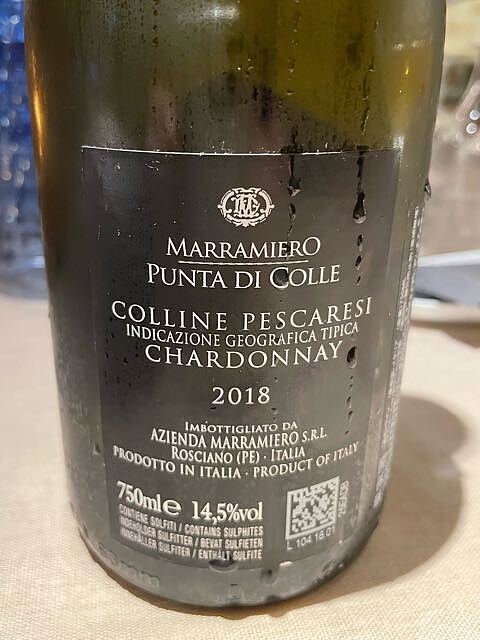 MARRAMIERO
PUNTA DI COLLE
COLLINE PESCARESI
INDICAZIONE GEOGRAFICA TIPICA
CHARDONNAY
2018
IMBOTTIGLIATO DA
AZIENDA MARRAMIERO S.R.L.
ROSCIANO (PE) · ITALIA
PRODOTTO IN ITALIA · PRODUCT OF ITALY
750ml e 14,5%vol
CONTIENE SOLFITI / CONTAINS SULPHITES
INDEHOLDER SULFITTER / BEVAT SULFIETEN
INNEHÅLLER SULFITER / ENTHÄLT SULFITE
L 104 18 01